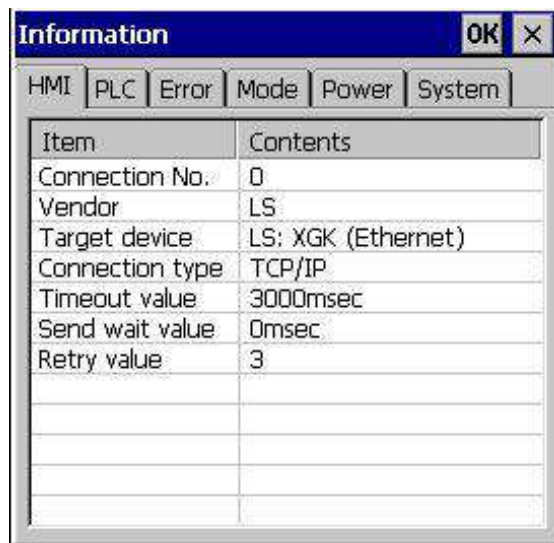 Information OK ×
HMI PLC Error Mode Power System
Item Contents
Connection No. 0
Vendor LS
Target device LS: XGK (Ethernet)
Connection type TCP/IP
Timeout value 3000msec
Send wait value 0msec
Retry value 3